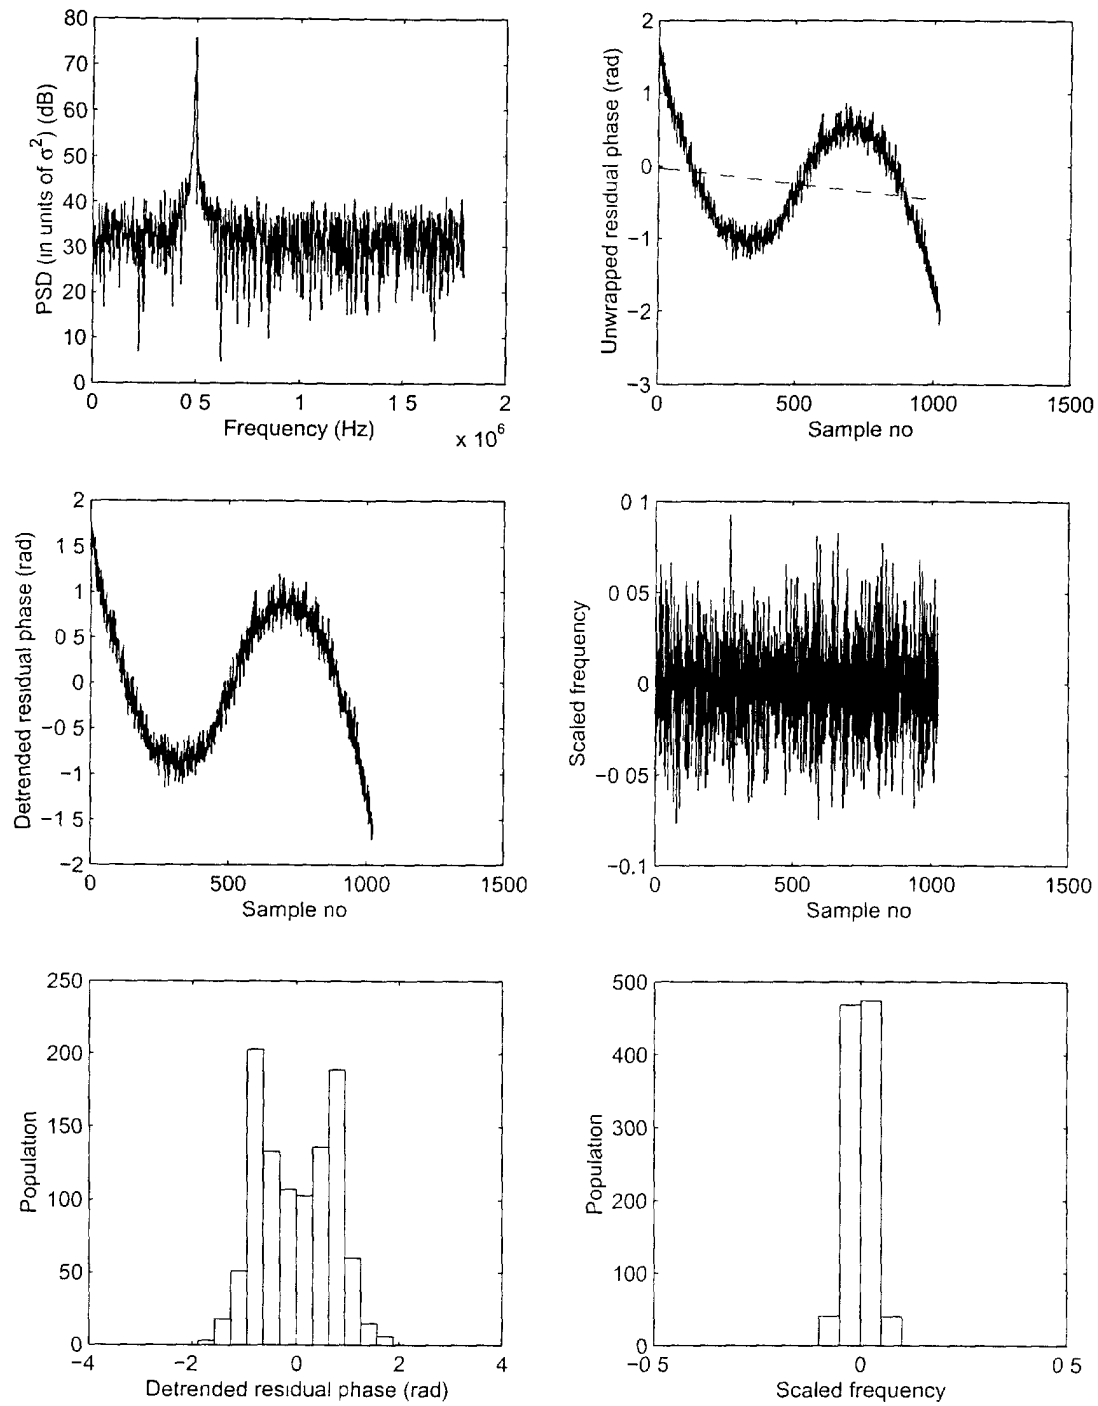 80
70
60
50
40
30
20
10
0
PSD (in units of σ²) (dB)
0 0 5 1 1 5 2
Frequency (Hz)
x 10⁶
2
1
0
−1
−2
−3
Unwrapped residual phase (rad)
0 500 1000 1500
Sample no
2
1 5
1
0 5
0
−0 5
−1
−1 5
−2
Detrended residual phase (rad)
0 500 1000 1500
Sample no
0 1
0 05
0
−0 05
−0.1
Scaled frequency
0 500 1000 1500
Sample no
250
200
150
100
50
0
Population
−4 −2 0 2 4
Detrended residual phase (rad)
500
400
300
200
100
0
Population
−0 5 0 0 5
Scaled frequency